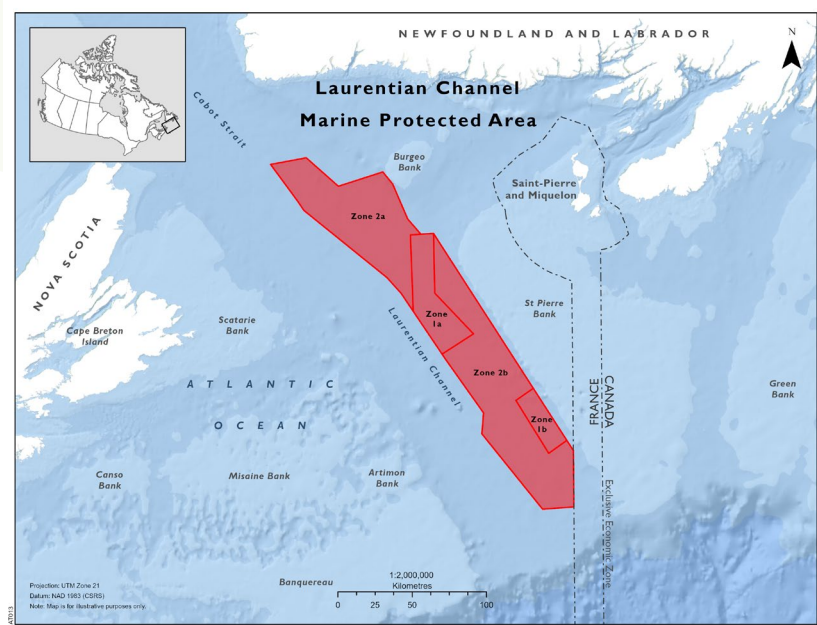 NEWFOUNDLAND AND LABRADOR
N
Laurentian Channel
Marine Protected Area
Cabot Strait
Burgeo
Bank
Saint-Pierre
and Miquelon
Zone 2a
NOVA SCOTIA
Zone
1a
St Pierre
Bank
Laurentian Channel
Scatarie
Bank
Cape Breton
Island
Zone 2b
ATLANTIC
OCEAN
FRANCE
CANADA
Green
Bank
Zone
1b
Canso
Bank
Misaine Bank
Artimon
Bank
Exclusive Economic Zone
Banquereau
1:2,000,000
Kilometres
0 25 50 100
Projection: UTM Zone 21
Datum: NAD 1983 (CSRS)
Note: Map is for illustrative purposes only.
AT013